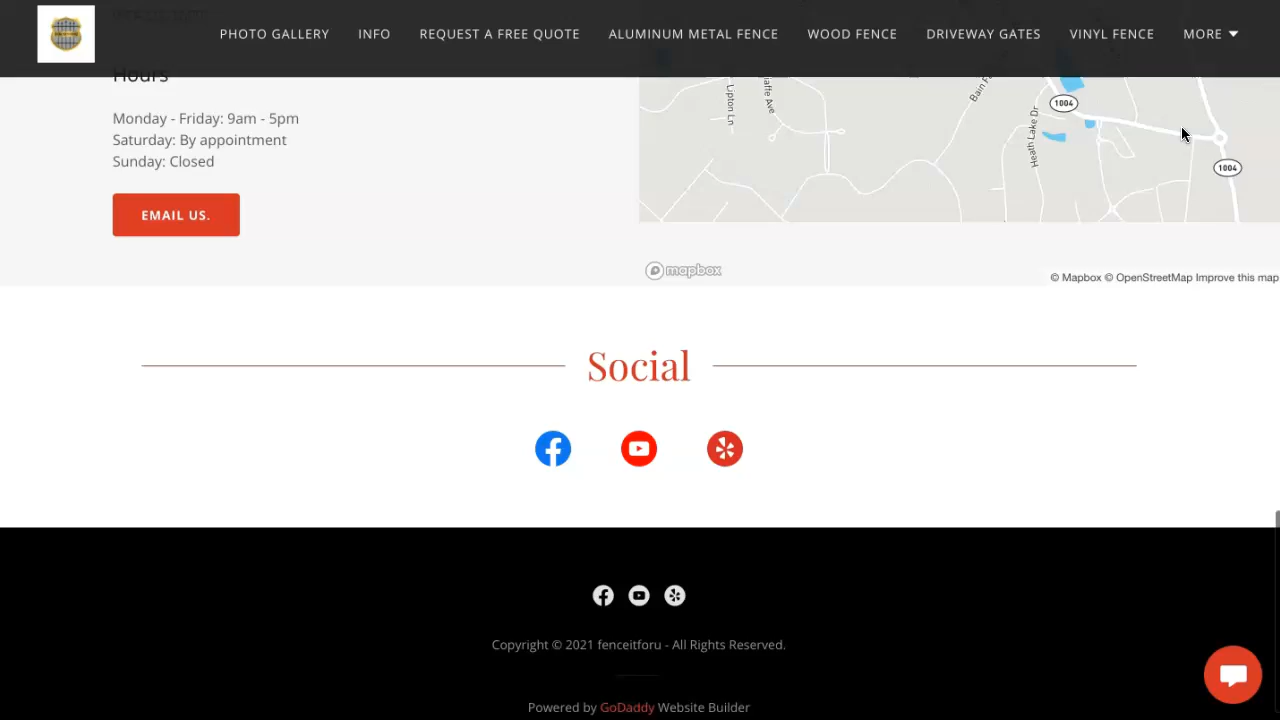 PHOTO GALLERY INFO REQUEST A FREE QUOTE ALUMINUM METAL FENCE WOOD FENCE DRIVEWAY GATES VINYL FENCE MORE
Hours
Monday - Friday: 9am - 5pm
Saturday: By appointment
Sunday: Closed
EMAIL US.
Lipton Ln
Bain
Heath Lake Dr
1004
1004
mapbox
© Mapbox © OpenStreetMap Improve this map
Social
Copyright © 2021 fenceitforu - All Rights Reserved.
Powered by GoDaddy Website Builder